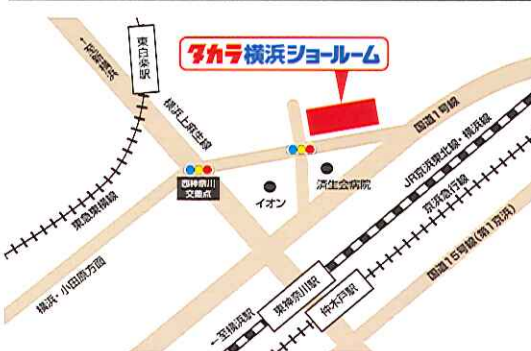 タカラ横浜ショールーム
東白楽駅
←至新横浜
横浜上麻生線
国道1号線
JR京浜東北線・横浜線
京浜急行線
西神奈川
交差点
イオン
済生会病院
東急東横線
横浜・小田原方面
国道15号線(第1京浜)
東神奈川駅
仲木戸駅
←至横浜駅